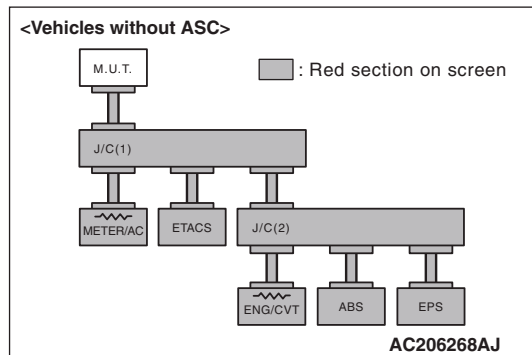 <Vehicles without ASC>
M.U.T.
: Red section on screen
J/C(1)
METER/AC
ETACS
J/C(2)
ENG/CVT
ABS
EPS
AC206268AJ